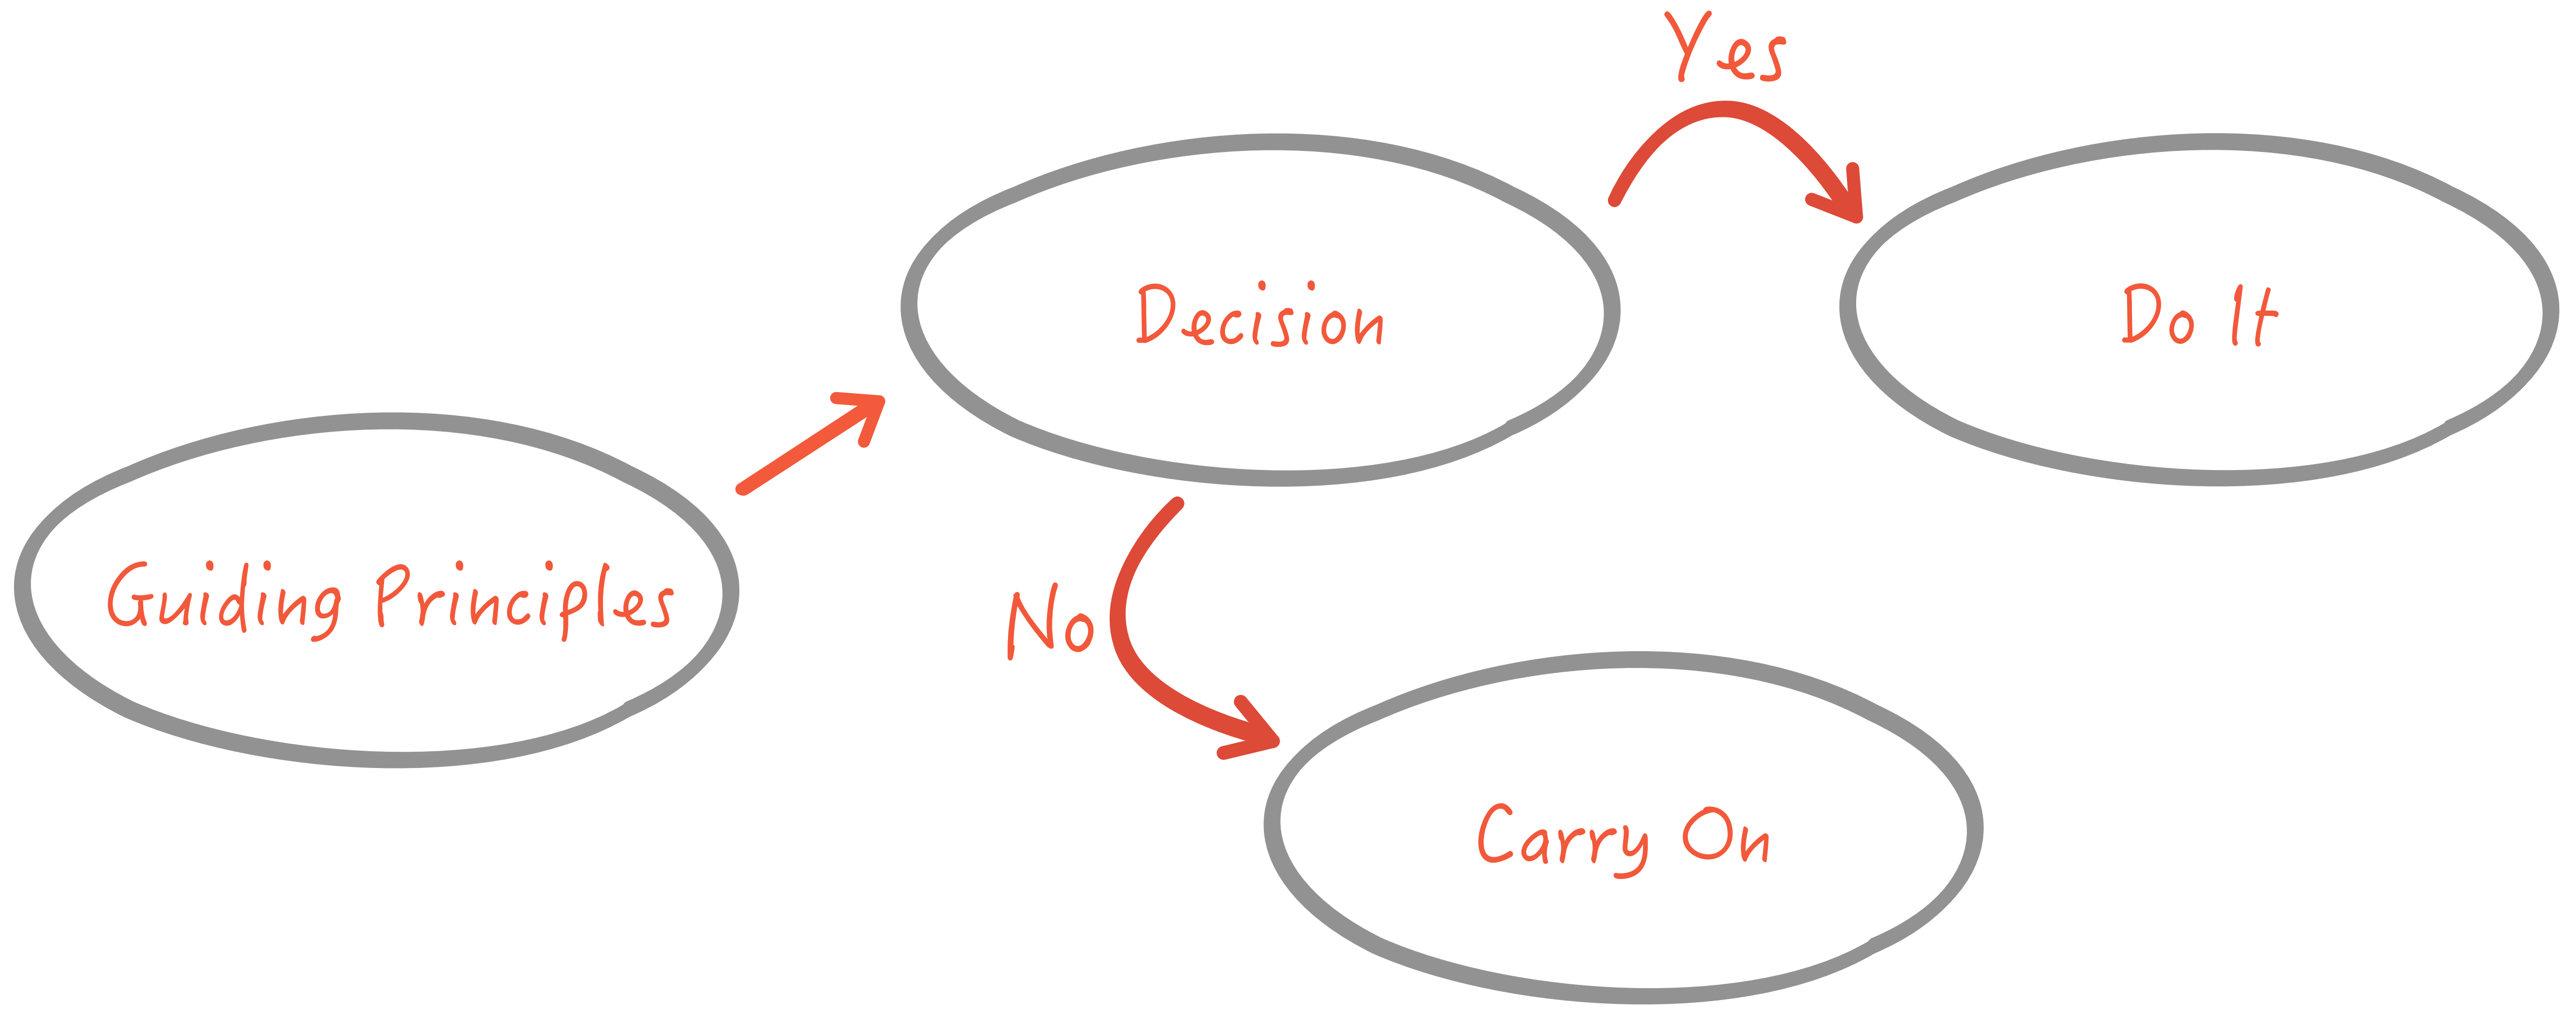 Yes
Decision
Do It
Guiding Principles
No
Carry On